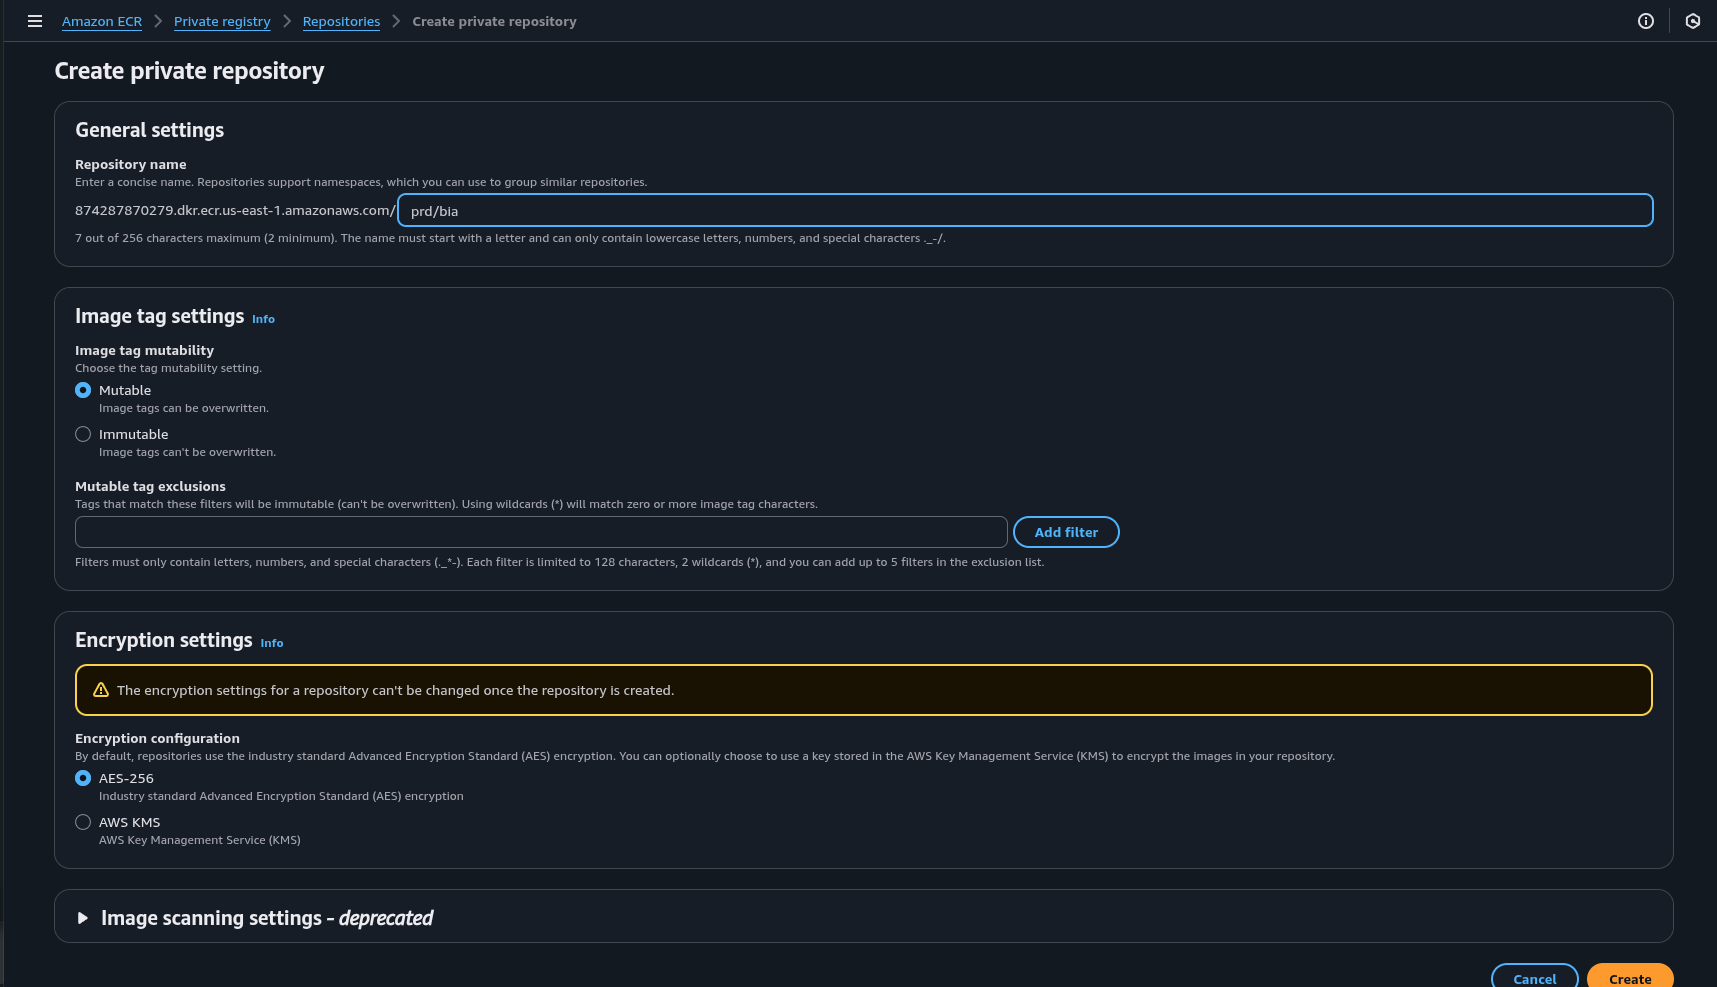 Amazon ECR > Private registry > Repositories > Create private repository
Create private repository
General settings
Repository name
Enter a concise name. Repositories support namespaces, which you can use to group similar repositories.
874287870279.dkr.ecr.us-east-1.amazonaws.com/ prd/bia
7 out of 256 characters maximum (2 minimum). The name must start with a letter and can only contain lowercase letters, numbers, and special characters ._-/.
Image tag settings Info
Image tag mutability
Choose the tag mutability setting.
Mutable
Image tags can be overwritten.
Immutable
Image tags can't be overwritten.
Mutable tag exclusions
Tags that match these filters will be immutable (can't be overwritten). Using wildcards (*) will match zero or more image tag characters.
Add filter
Filters must only contain letters, numbers, and special characters (._*-). Each filter is limited to 128 characters, 2 wildcards (*), and you can add up to 5 filters in the exclusion list.
Encryption settings Info
The encryption settings for a repository can't be changed once the repository is created.
Encryption configuration
By default, repositories use the industry standard Advanced Encryption Standard (AES) encryption. You can optionally choose to use a key stored in the AWS Key Management Service (KMS) to encrypt the images in your repository.
AES-256
Industry standard Advanced Encryption Standard (AES) encryption
AWS KMS
AWS Key Management Service (KMS)
Image scanning settings - deprecated
Cancel Create